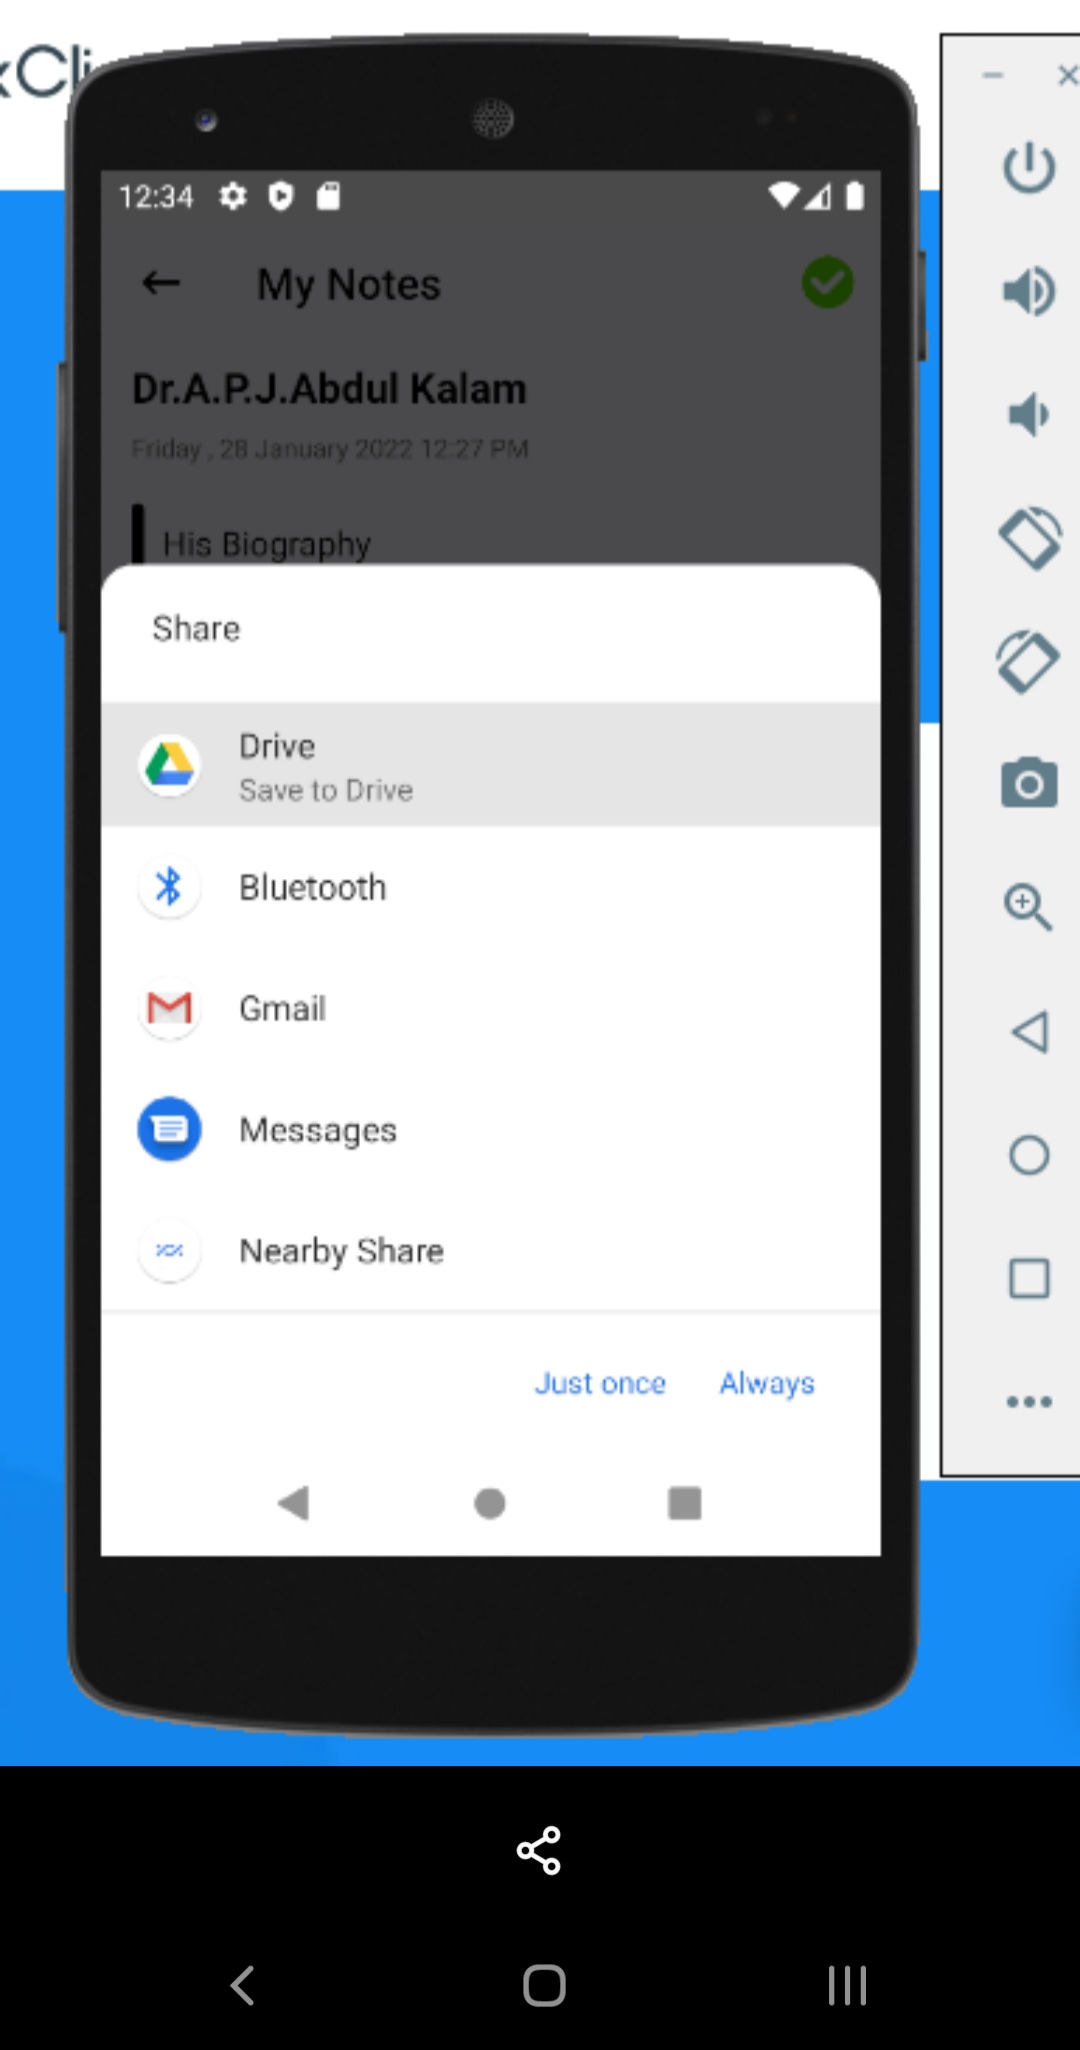 12:34
My Notes
Dr.A.P.J.Abdul Kalam
Friday , 28 January 2022 12:27 PM
His Biography
Share
Drive
Save to Drive
Bluetooth
Gmail
Messages
Nearby Share
Just once Always